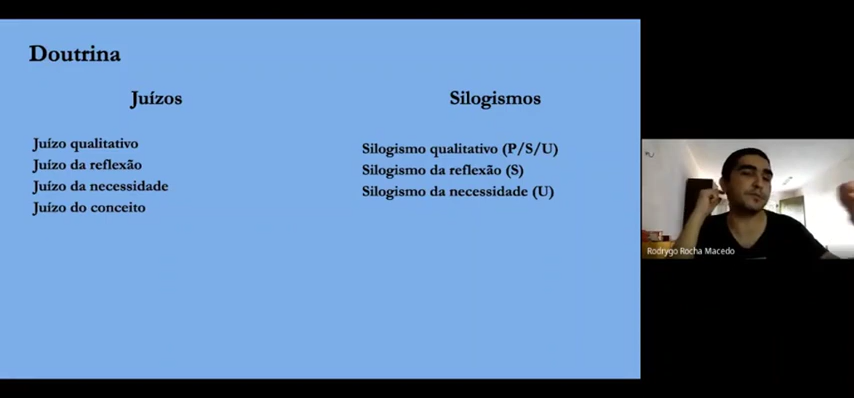 Doutrina
Juízos
Juízo qualitativo
Juízo da reflexão
Juízo da necessidade
Juízo do conceito
Silogismos
Silogismo qualitativo (P/S/U)
Silogismo da reflexão (S)
Silogismo da necessidade (U)
Rodrygo Rocha Macedo